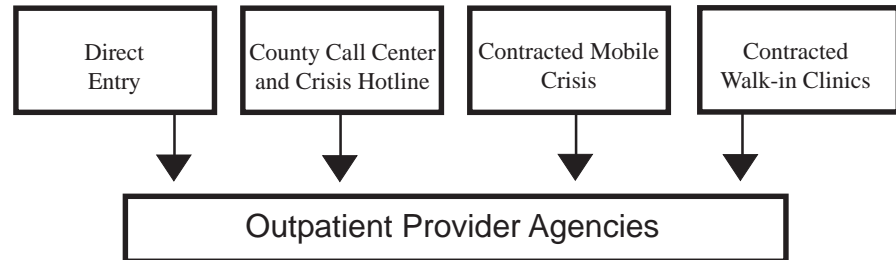 Direct
Entry
County Call Center
and Crisis Hotline
Contracted Mobile
Crisis
Contracted
Walk-in Clinics
Outpatient Provider Agencies